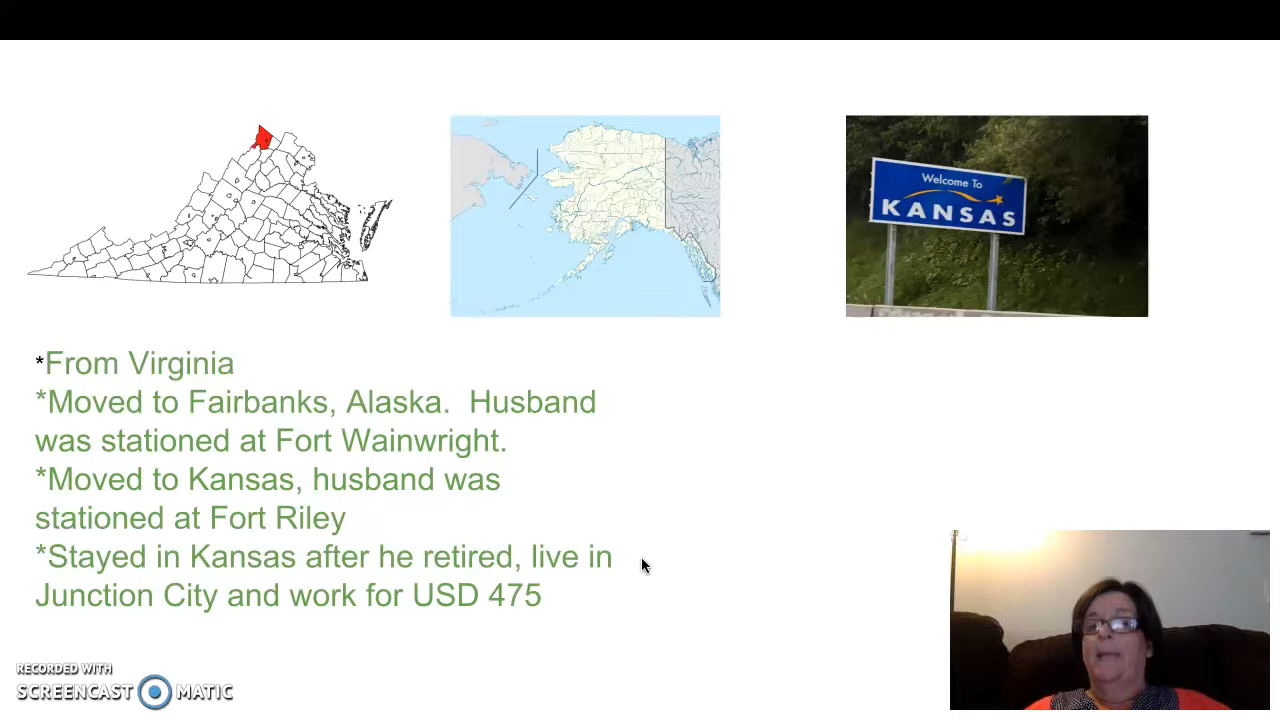 Welcome To
KANSAS
*From Virginia
*Moved to Fairbanks, Alaska.  Husband
was stationed at Fort Wainwright.
*Moved to Kansas, husband was
stationed at Fort Riley
*Stayed in Kansas after he retired, live in
Junction City and work for USD 475
RECORDED WITH
SCREENCAST MATIC